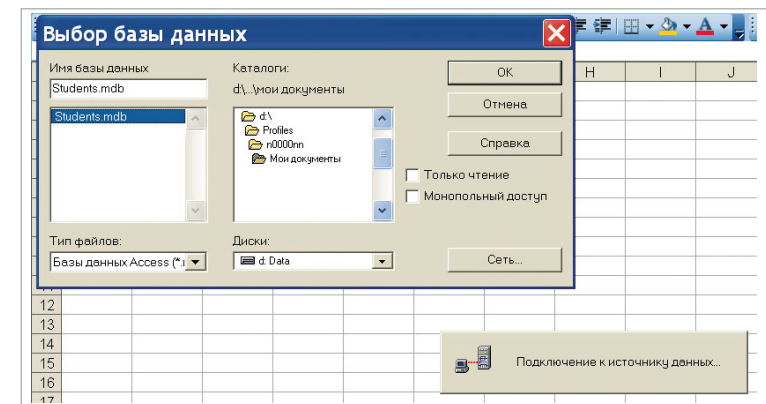 Выбор базы данных
Имя базы данных
Students.mdb
Students.mdb
Тип файлов:
Базы данных Access (*.
Каталоги:
d:\...\мои документы
d:\
Profiles
n0000nn
Мои документы
Диски:
d: Data
OK
Отмена
Справка
Только чтение
Монопольный доступ
Сеть...
A
H I J
12
13
14
15
16
17
Подключение к источнику данных...